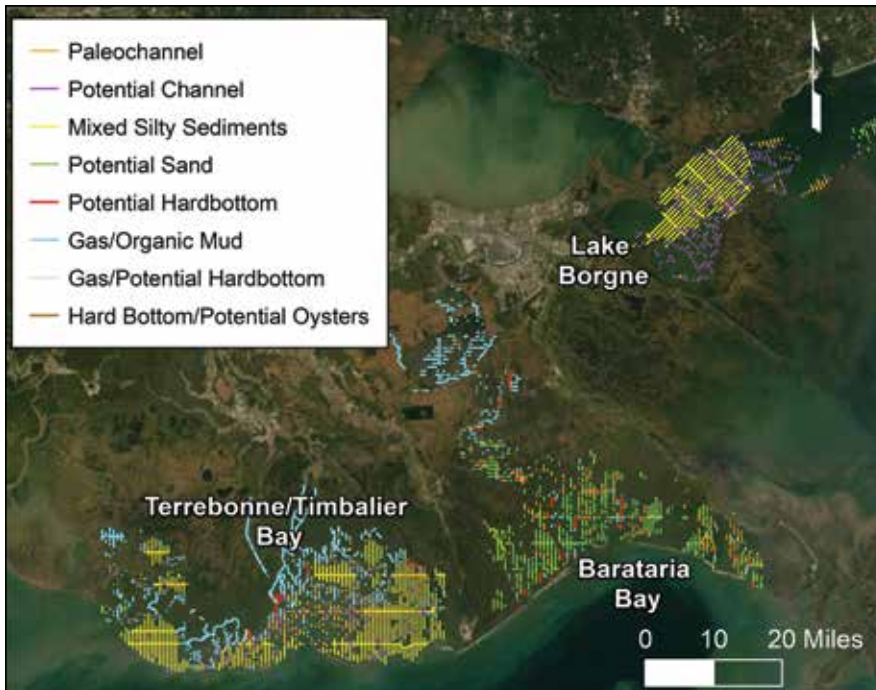 Paleochannel
Potential Channel
Mixed Silty Sediments
Potential Sand
Potential Hardbottom
Gas/Organic Mud
Gas/Potential Hardbottom
Hard Bottom/Potential Oysters
Lake
Borgne
Terrebonne/Timbalier
Bay
Barataria
Bay
0 10 20 Miles